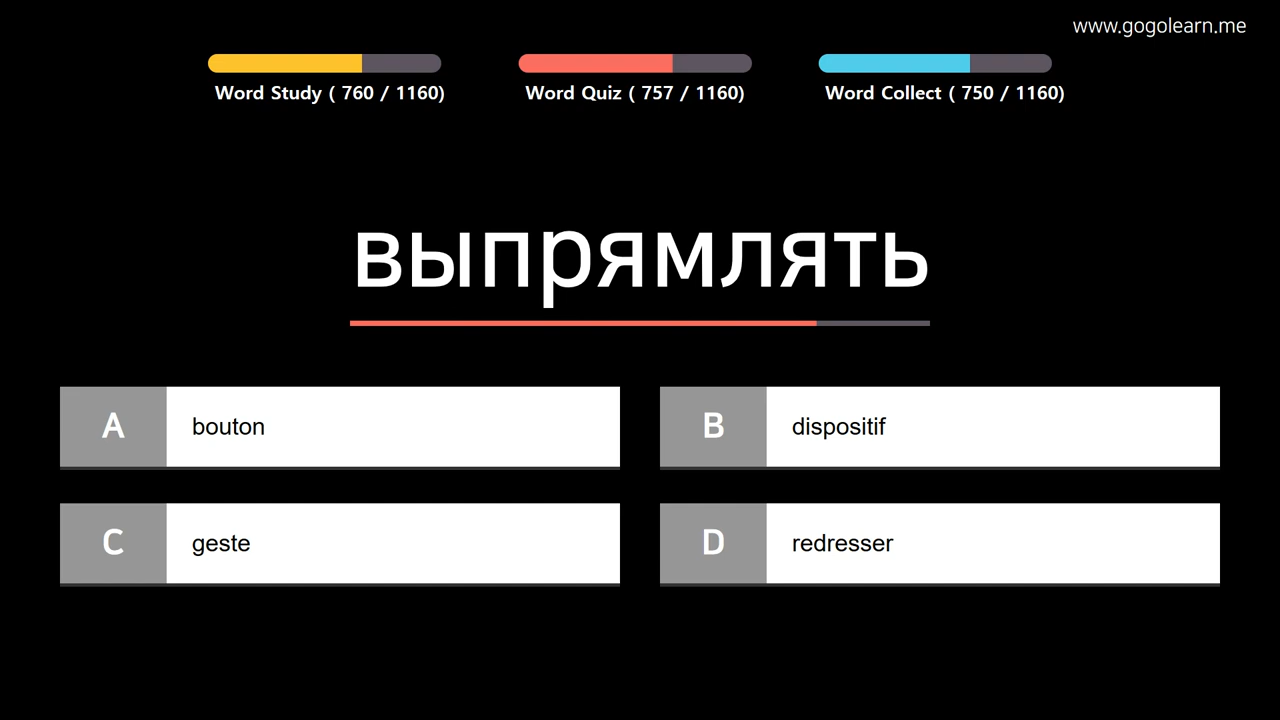 www.gogolearn.me
Word Study ( 760 / 1160)
Word Quiz ( 757 / 1160)
Word Collect ( 750 / 1160)
выпрямлять
A bouton
B dispositif
C geste
D redresser